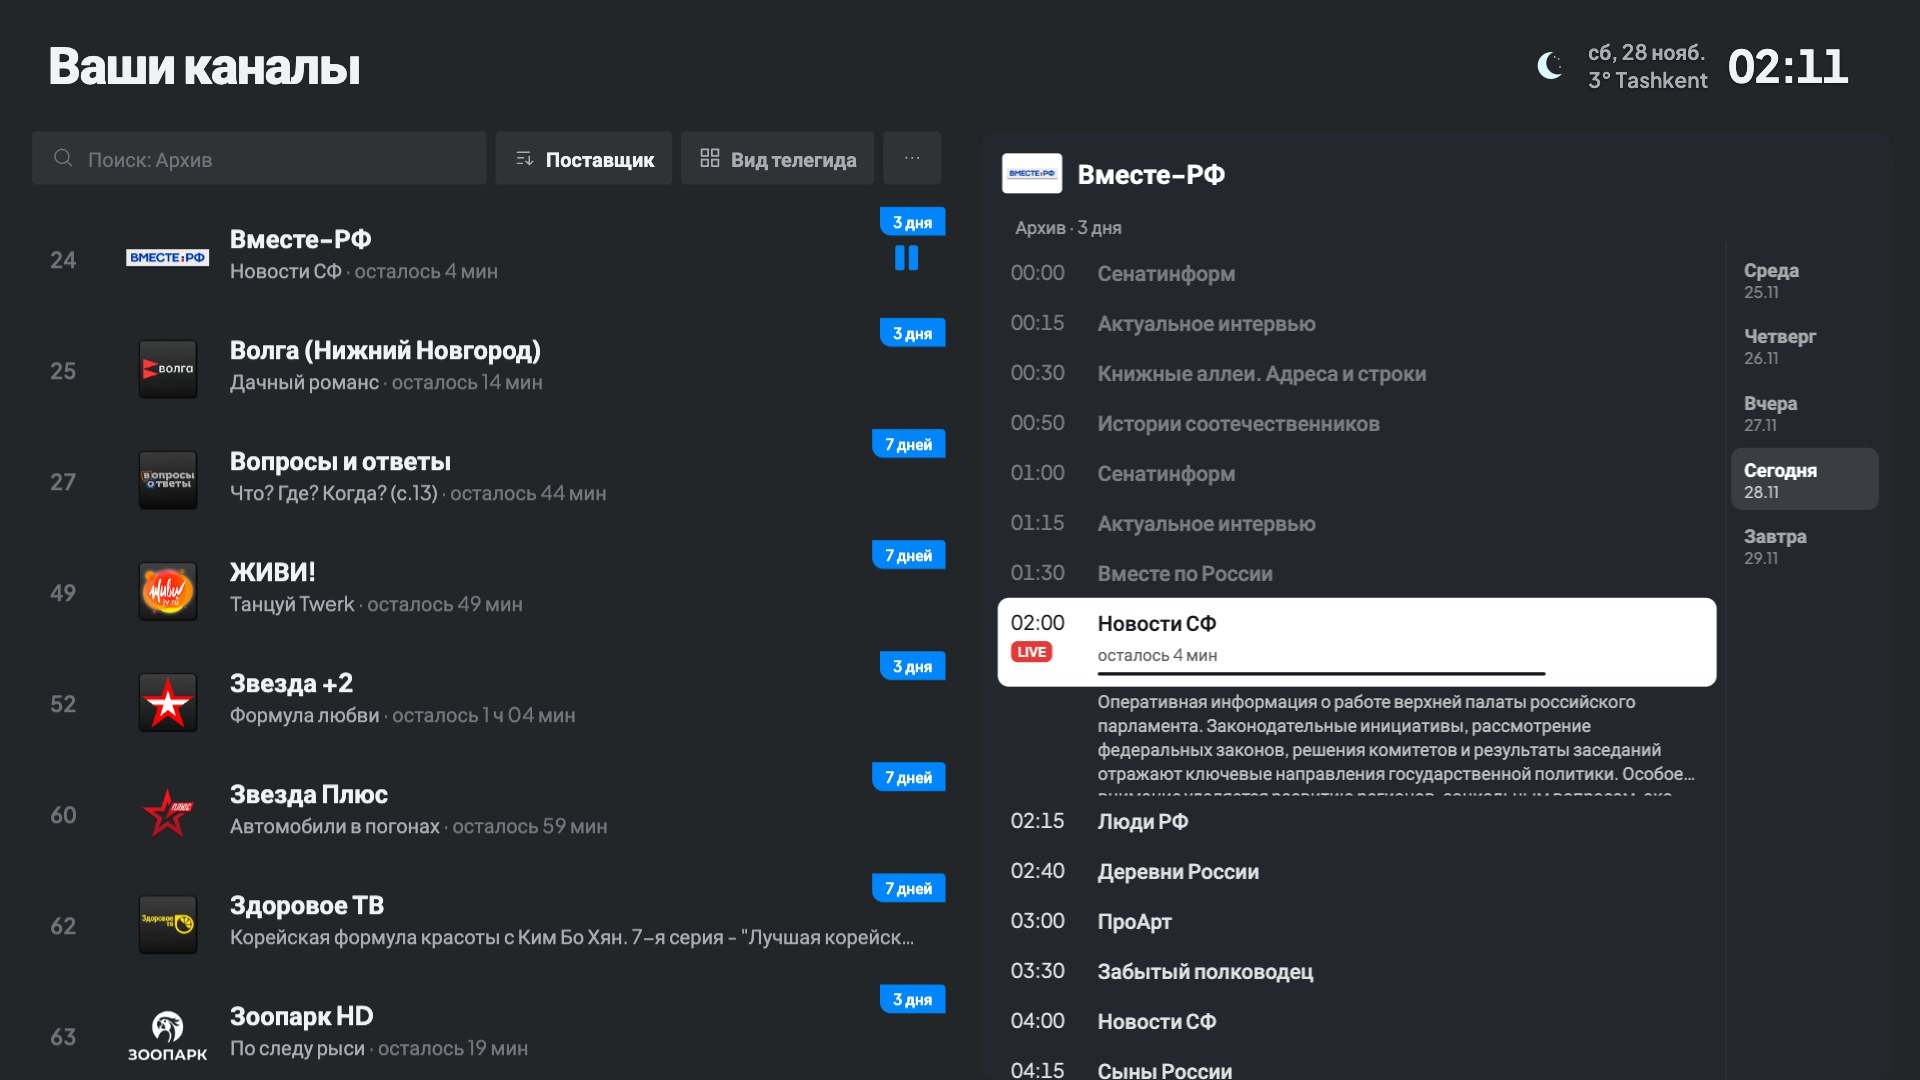 Ваши каналы
сб, 28 нояб.
3° Tashkent
02:11
Поиск: Архив
Поставщик
Вид телегида
...
24
ВМЕСТЕ:РФ
Вместе-РФ
Новости СФ · осталось 4 мин
3 дня
25
ВОЛГА
Волга (Нижний Новгород)
Дачный романс · осталось 14 мин
3 дня
27
Вопросы
ответы
Вопросы и ответы
Что? Где? Когда? (с.13) · осталось 44 мин
7 дней
49
Живи
ЖИВИ!
Танцуй Twerk · осталось 49 мин
7 дней
52
Звезда +2
Формула любви · осталось 1 ч 04 мин
3 дня
60
ПЛЮС
Звезда Плюс
Автомобили в погонах · осталось 59 мин
7 дней
62
Здоровое
ТВ
Здоровое ТВ
Корейская формула красоты с Ким Бо Хян. 7-я серия - "Лучшая корейск...
7 дней
63
ЗООПАРК
Зоопарк HD
По следу рыси · осталось 19 мин
3 дня
ВМЕСТЕ:РФ
Вместе-РФ
Архив · 3 дня
00:00 Сенатинформ
00:15 Актуальное интервью
00:30 Книжные аллеи. Адреса и строки
00:50 Истории соотечественников
01:00 Сенатинформ
01:15 Актуальное интервью
01:30 Вместе по России
02:00 Новости СФ
LIVE осталось 4 мин
Оперативная информация о работе верхней палаты российского
парламента. Законодательные инициативы, рассмотрение
федеральных законов, решения комитетов и результаты заседаний
отражают ключевые направления государственной политики. Особое...
02:15 Люди РФ
02:40 Деревни России
03:00 ПроАрт
03:30 Забытый полководец
04:00 Новости СФ
04:15 Сыны России
Среда
25.11
Четверг
26.11
Вчера
27.11
Сегодня
28.11
Завтра
29.11